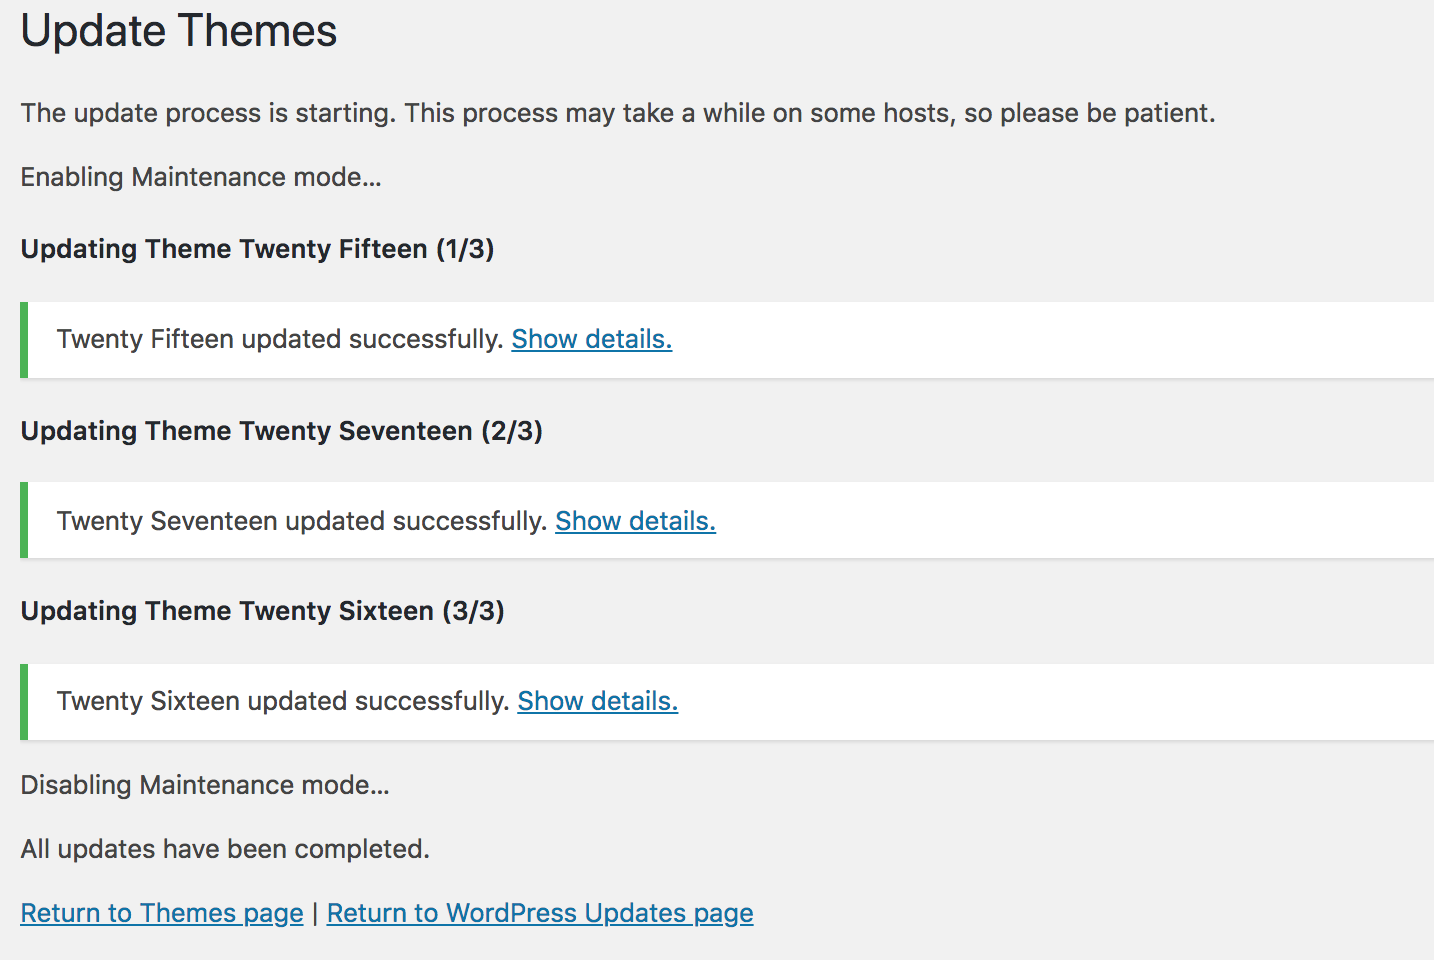 Update Themes
The update process is starting. This process may take a while on some hosts, so please be patient.
Enabling Maintenance mode…
Updating Theme Twenty Fifteen (1/3)
Twenty Fifteen updated successfully. Show details.
Updating Theme Twenty Seventeen (2/3)
Twenty Seventeen updated successfully. Show details.
Updating Theme Twenty Sixteen (3/3)
Twenty Sixteen updated successfully. Show details.
Disabling Maintenance mode…
All updates have been completed.
Return to Themes page | Return to WordPress Updates page